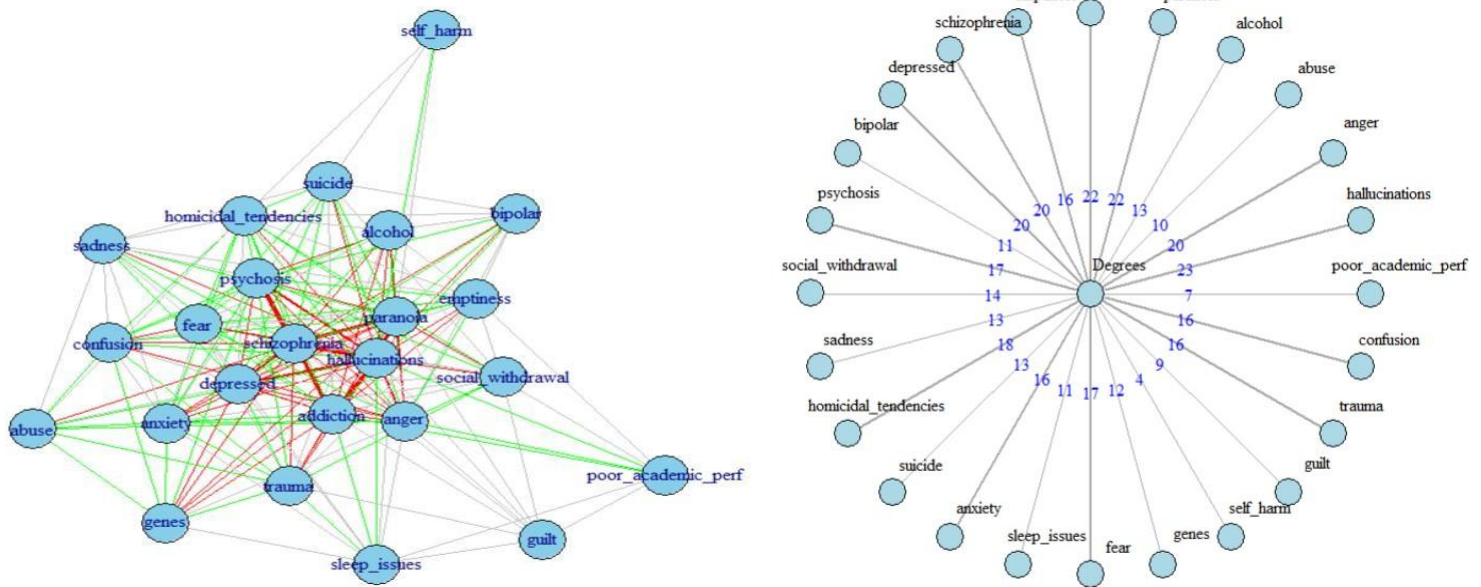 self_harm
suicide
homicidal_tendencies
bipolar
alcohol
sadness
psychosis
emptiness
paranoia
fear
confusion
schizophrenia
hallucinations
social_withdrawal
depressed
abuse
anxiety
addiction
anger
poor_academic_perf
trauma
genes
guilt
sleep_issues
schizophrenia
alcohol
depressed
abuse
bipolar
anger
psychosis
hallucinations
social_withdrawal
Degrees
poor_academic_perf
sadness
confusion
homicidal_tendencies
trauma
suicide
guilt
anxiety
self_harm
sleep_issues
genes
fear
16
22
22
20
13
20
10
11
20
17
23
14
7
13
16
18
16
13
9
16
4
11
17
12